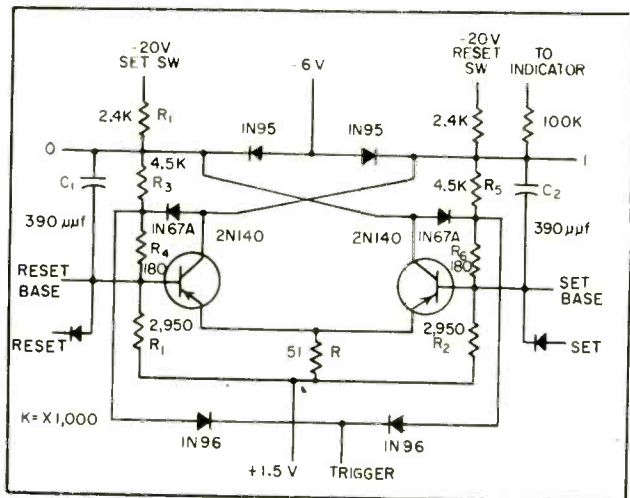 -20V
SET SW
-6V
-20V
RESET
SW
TO
INDICATOR
2.4K R1
2.4K
100K
IN95
IN95
0
1
C1
4.5K
R3
4.5K
R5
C2
390 μμf
IN67A
IN67A
390 μμf
R4
180
2N140
2N140
R6
180
RESET
BASE
SET
BASE
RESET
2,950
R1
51 R
2,950
R2
SET
K=X1,000
IN96
IN96
+1.5 V
TRIGGER